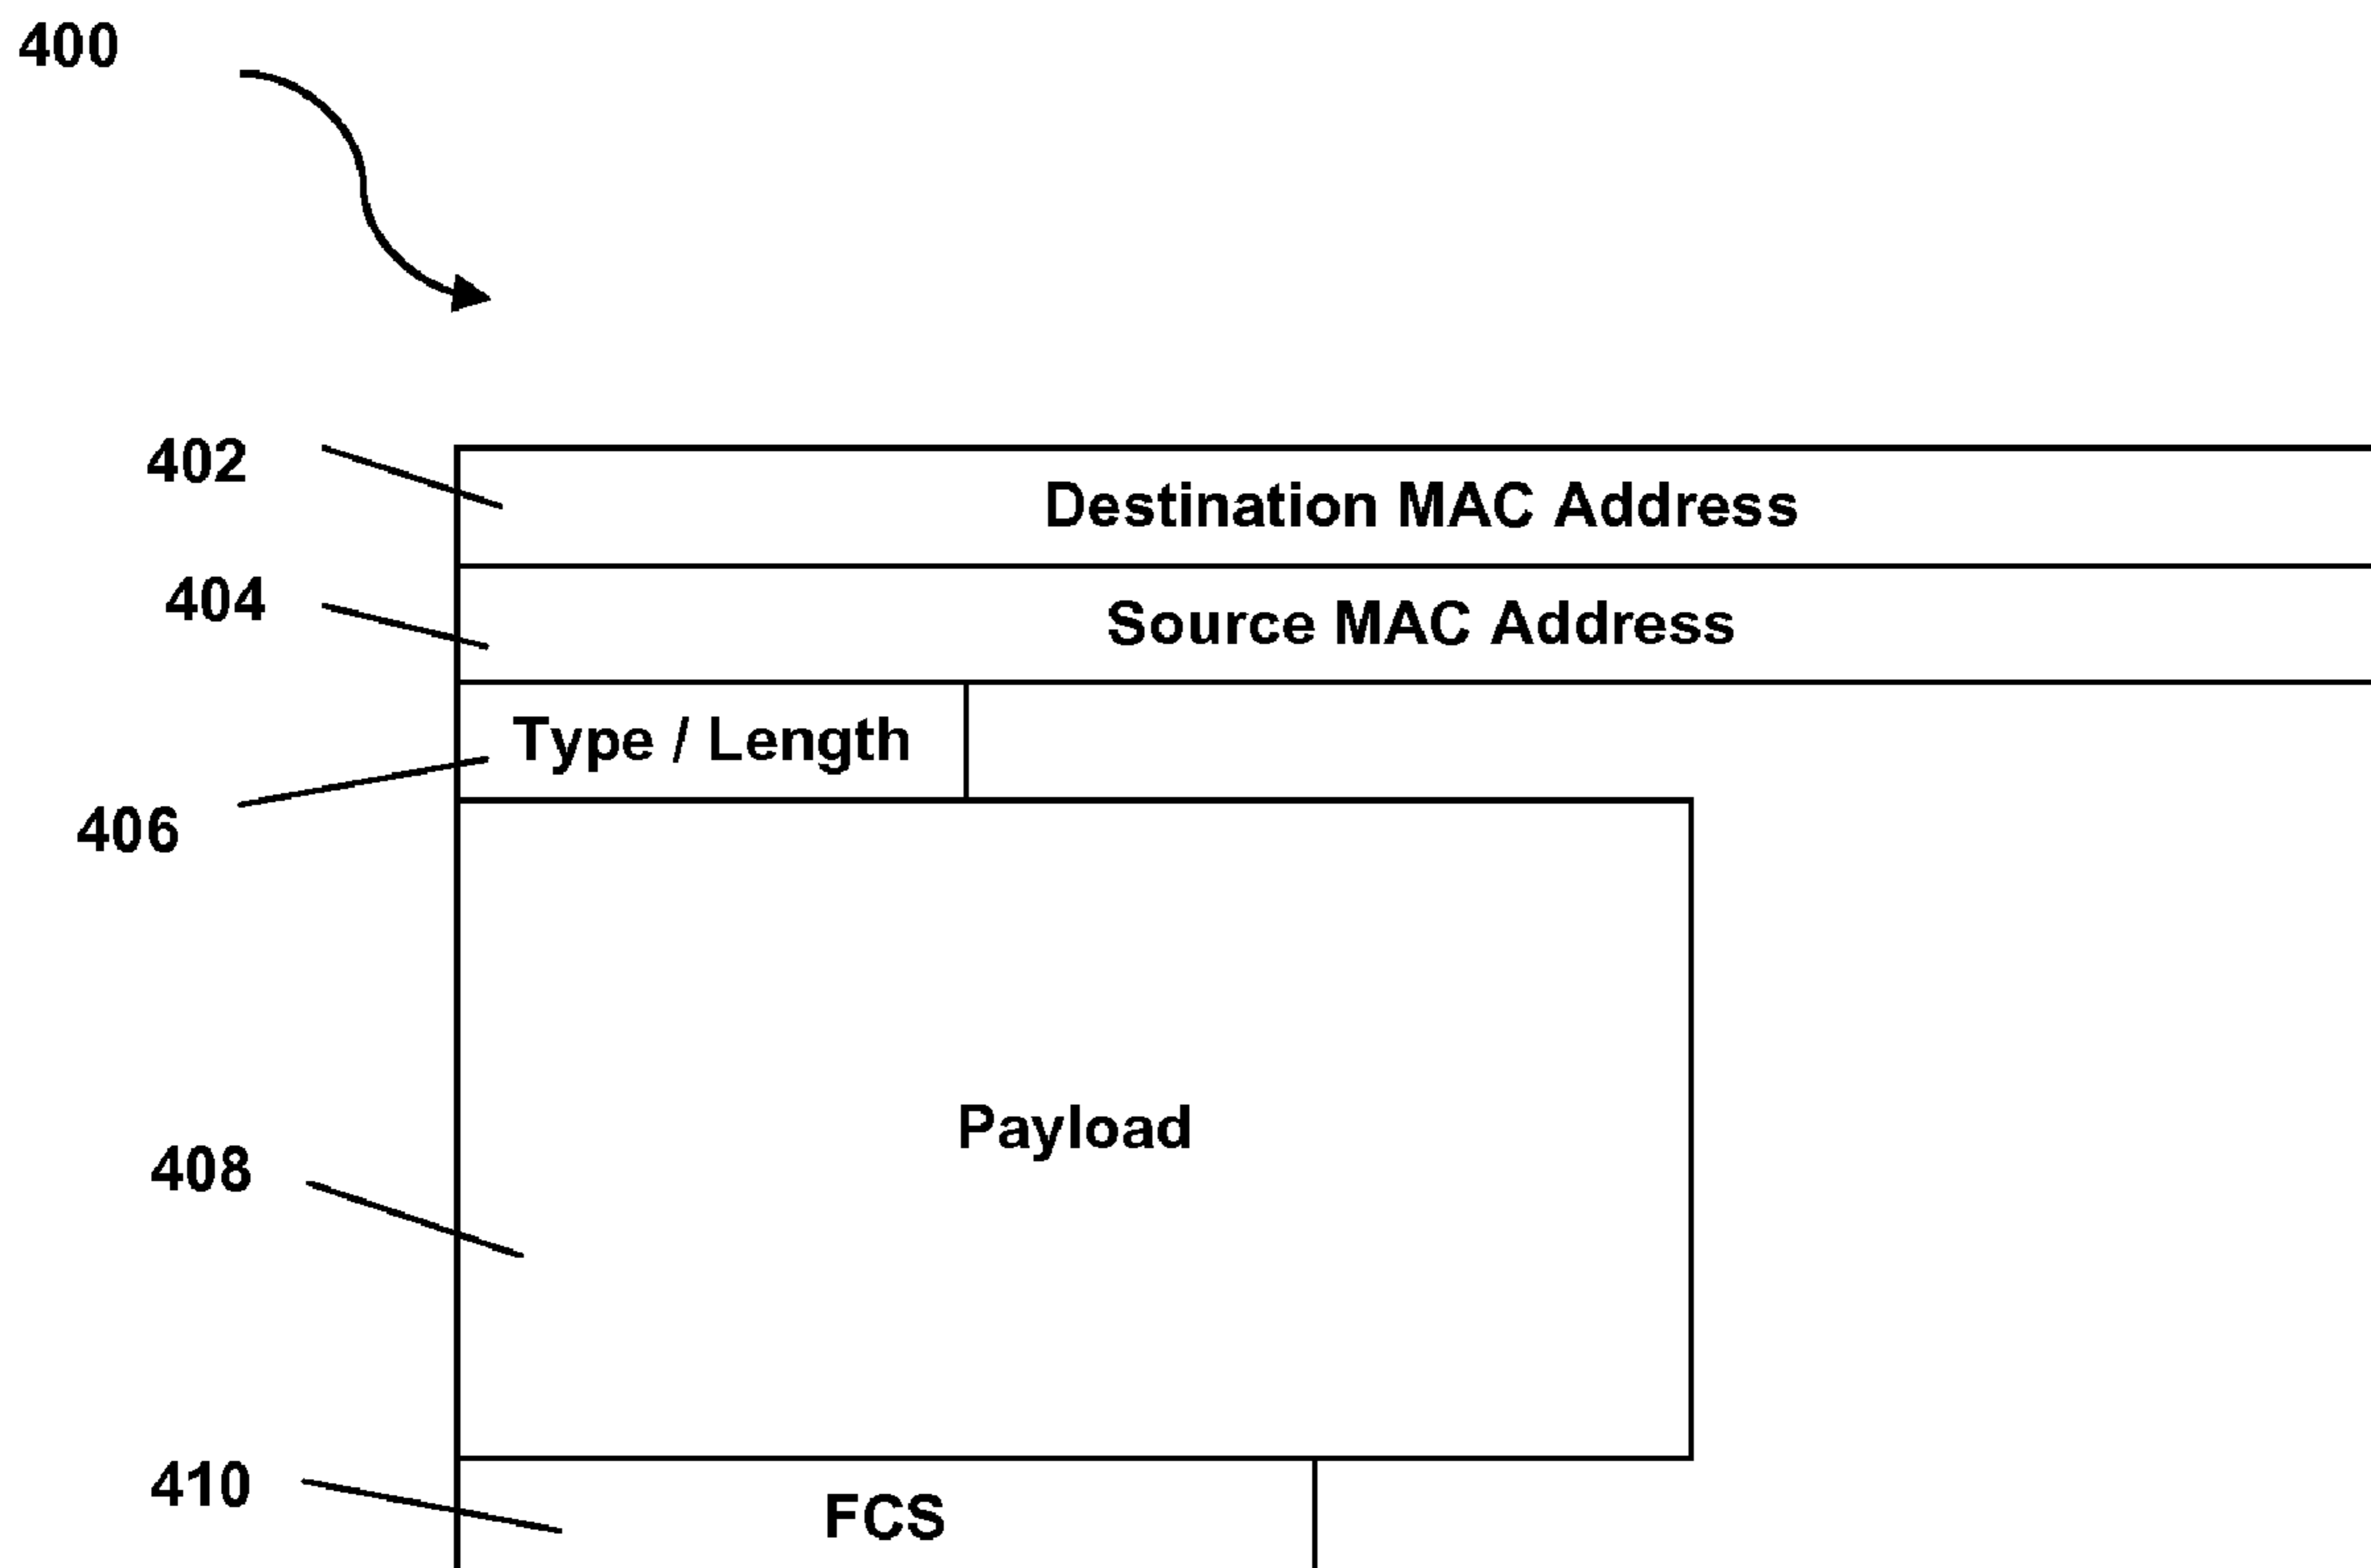 400
402
Destination MAC Address
404
Source MAC Address
Type / Length
406
Payload
408
410
FCS